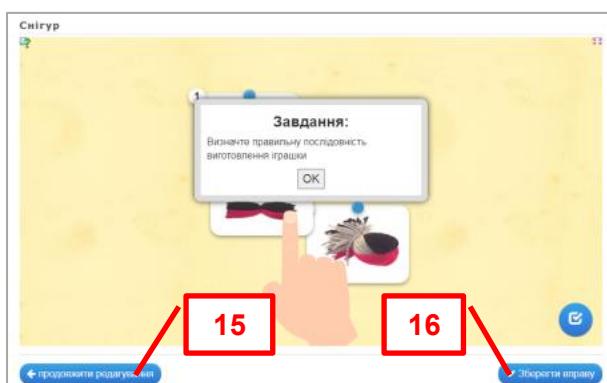 Снігур
1
Завдання:
Визначте правильну послідовність
виготовлення іграшки
OK
15
16
продовжити редагування
Зберегти вправу